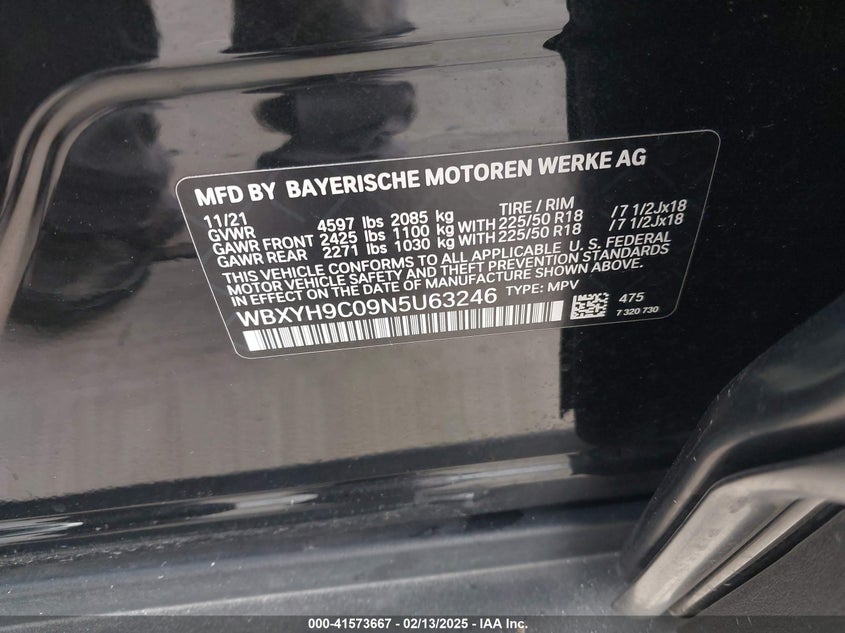 MFD BY BAYERISCHE MOTOREN WERKE AG
11/21 TIRE / RIM
GVWR 4597 lbs 2085 kg
GAWR FRONT 2425 lbs 1100 kg WITH 225/50 R18 /7 1/2Jx18
GAWR REAR 2271 lbs 1030 kg WITH 225/50 R18 /7 1/2Jx18
THIS VEHICLE CONFORMS TO ALL APPLICABLE U. S. FEDERAL
MOTOR VEHICLE SAFETY AND THEFT PREVENTION STANDARDS
IN EFFECT ON THE DATE OF MANUFACTURE SHOWN ABOVE.
WBXYH9C09N5U63246 TYPE: MPV
475
7 320 730
000-41573667 - 02/13/2025 - IAA Inc.